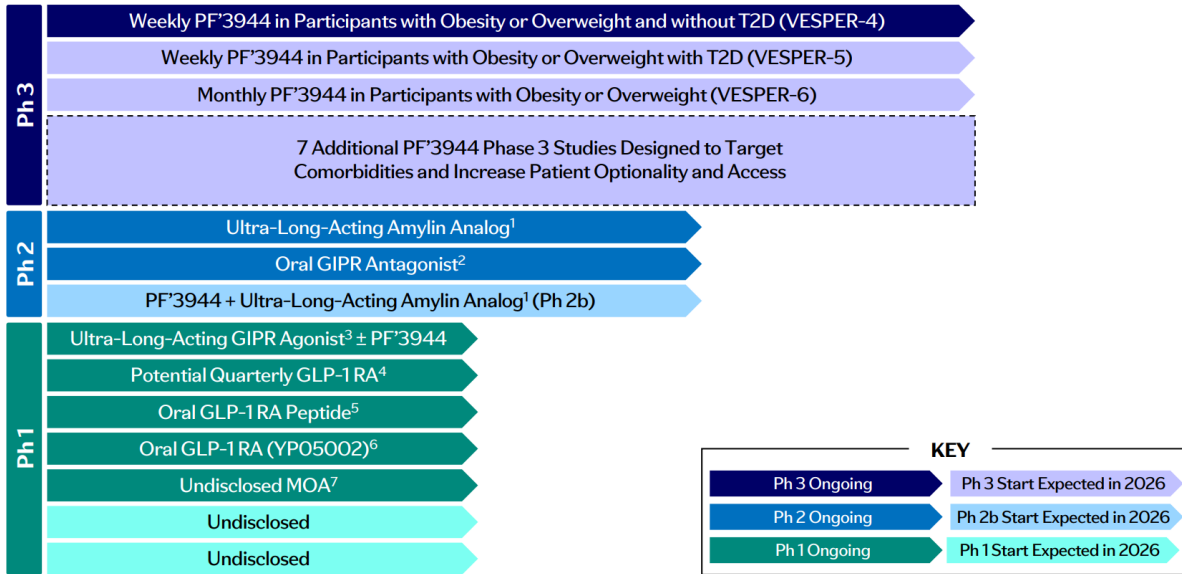 Ph 3
Weekly PF'3944 in Participants with Obesity or Overweight and without T2D (VESPER-4)
Weekly PF'3944 in Participants with Obesity or Overweight with T2D (VESPER-5)
Monthly PF'3944 in Participants with Obesity or Overweight (VESPER-6)
7 Additional PF'3944 Phase 3 Studies Designed to Target
Comorbidities and Increase Patient Optionality and Access
Ph 2
Ultra-Long-Acting Amylin Analog¹
Oral GIPR Antagonist²
PF'3944 + Ultra-Long-Acting Amylin Analog¹ (Ph 2b)
Ph 1
Ultra-Long-Acting GIPR Agonist³ ± PF'3944
Potential Quarterly GLP-1 RA⁴
Oral GLP-1 RA Peptide⁵
Oral GLP-1 RA (YP05002)⁶
Undisclosed MOA⁷
Undisclosed
Undisclosed
KEY
Ph 3 Ongoing
Ph 3 Start Expected in 2026
Ph 2 Ongoing
Ph 2b Start Expected in 2026
Ph 1 Ongoing
Ph 1 Start Expected in 2026